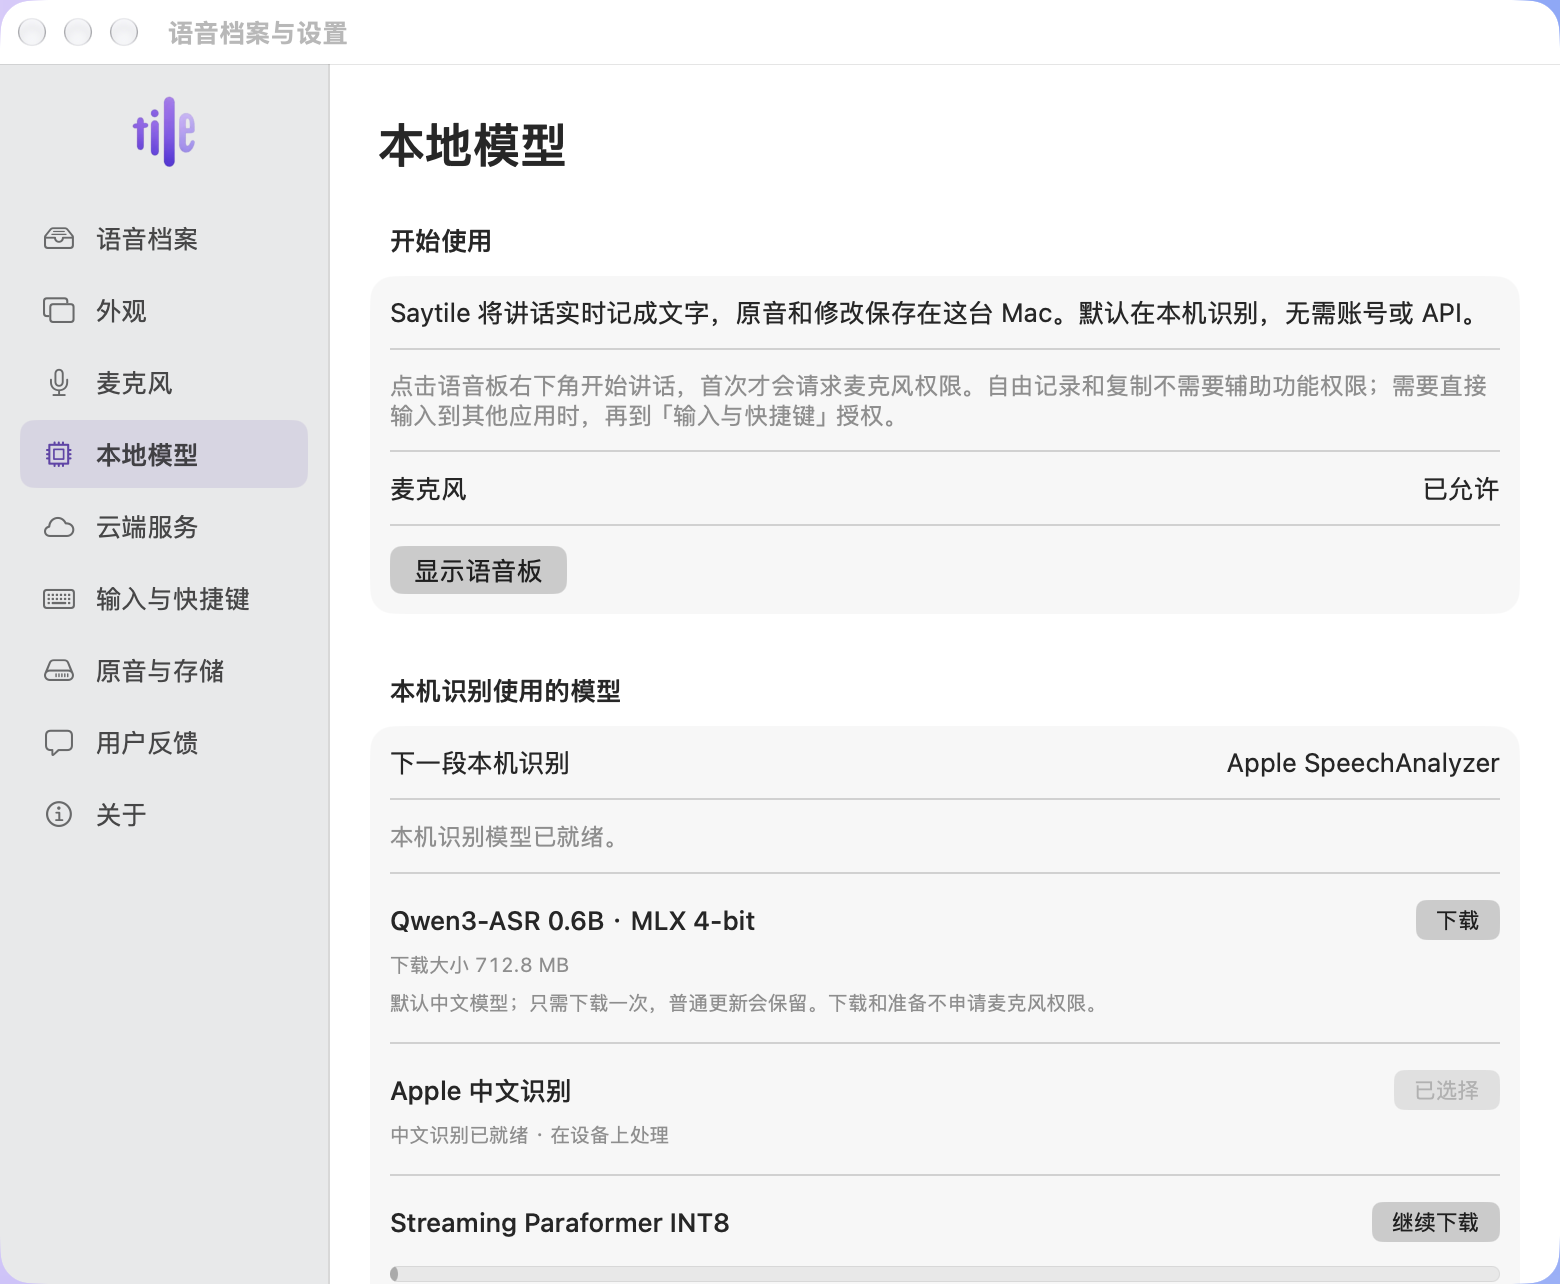 语音档案与设置
tile
语音档案
外观
麦克风
本地模型
云端服务
输入与快捷键
原音与存储
用户反馈
关于
本地模型
开始使用
Saytile 将讲话实时记成文字，原音和修改保存在这台 Mac。默认在本机识别，无需账号或 API。
点击语音板右下角开始讲话，首次才会请求麦克风权限。自由记录和复制不需要辅助功能权限；需要直接
输入到其他应用时，再到「输入与快捷键」授权。
麦克风 已允许
显示语音板
本机识别使用的模型
下一段本机识别 Apple SpeechAnalyzer
本机识别模型已就绪。
Qwen3-ASR 0.6B · MLX 4-bit 下载
下载大小 712.8 MB
默认中文模型；只需下载一次，普通更新会保留。下载和准备不申请麦克风权限。
Apple 中文识别 已选择
中文识别已就绪 · 在设备上处理
Streaming Paraformer INT8 继续下载